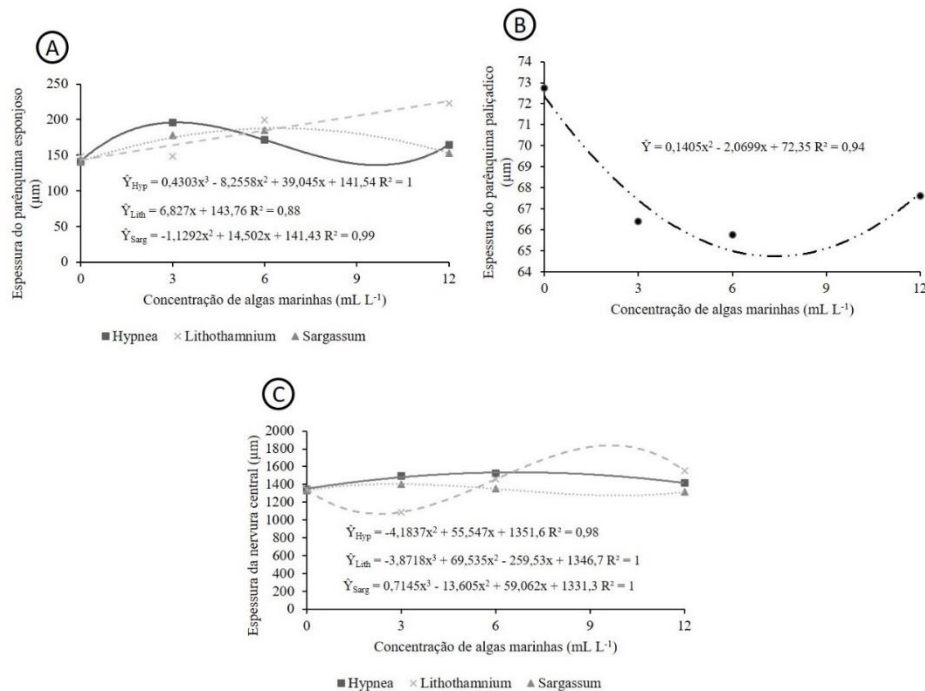 A
Espessura do parênquima esponjoso
(µm)
250
200
150
100
50
0
ŶHyp = 0,4303x³ - 8,2558x² + 39,045x + 141,54 R² = 1
ŶLith = 6,827x + 143,76 R² = 0,88
ŶSarg = -1,1292x² + 14,502x + 141,43 R² = 0,99
0 3 6 9 12
Concentração de algas marinhas (mL L⁻¹)
Hypnea Lithothamnium Sargassum
B
Espessura do parênquima paliçadico
(µm)
74
73
72
71
70
69
68
67
66
65
64
Ŷ = 0,1405x² - 2,0699x + 72,35 R² = 0,94
0 3 6 9 12
Concentração de algas marinhas (mL L⁻¹)
C
Espessura da nervura central (µm)
2000
1800
1600
1400
1200
1000
800
600
400
200
0
ŶHyp = -4,1837x² + 55,547x + 1351,6 R² = 0,98
ŶLith = -3,8718x³ + 69,535x² - 259,53x + 1346,7 R² = 1
ŶSarg = 0,7145x³ - 13,605x² + 59,062x + 1331,3 R² = 1
0 3 6 9 12
Concentração de algas marinhas (mL L⁻¹)
Hypnea Lithothamnium Sargassum